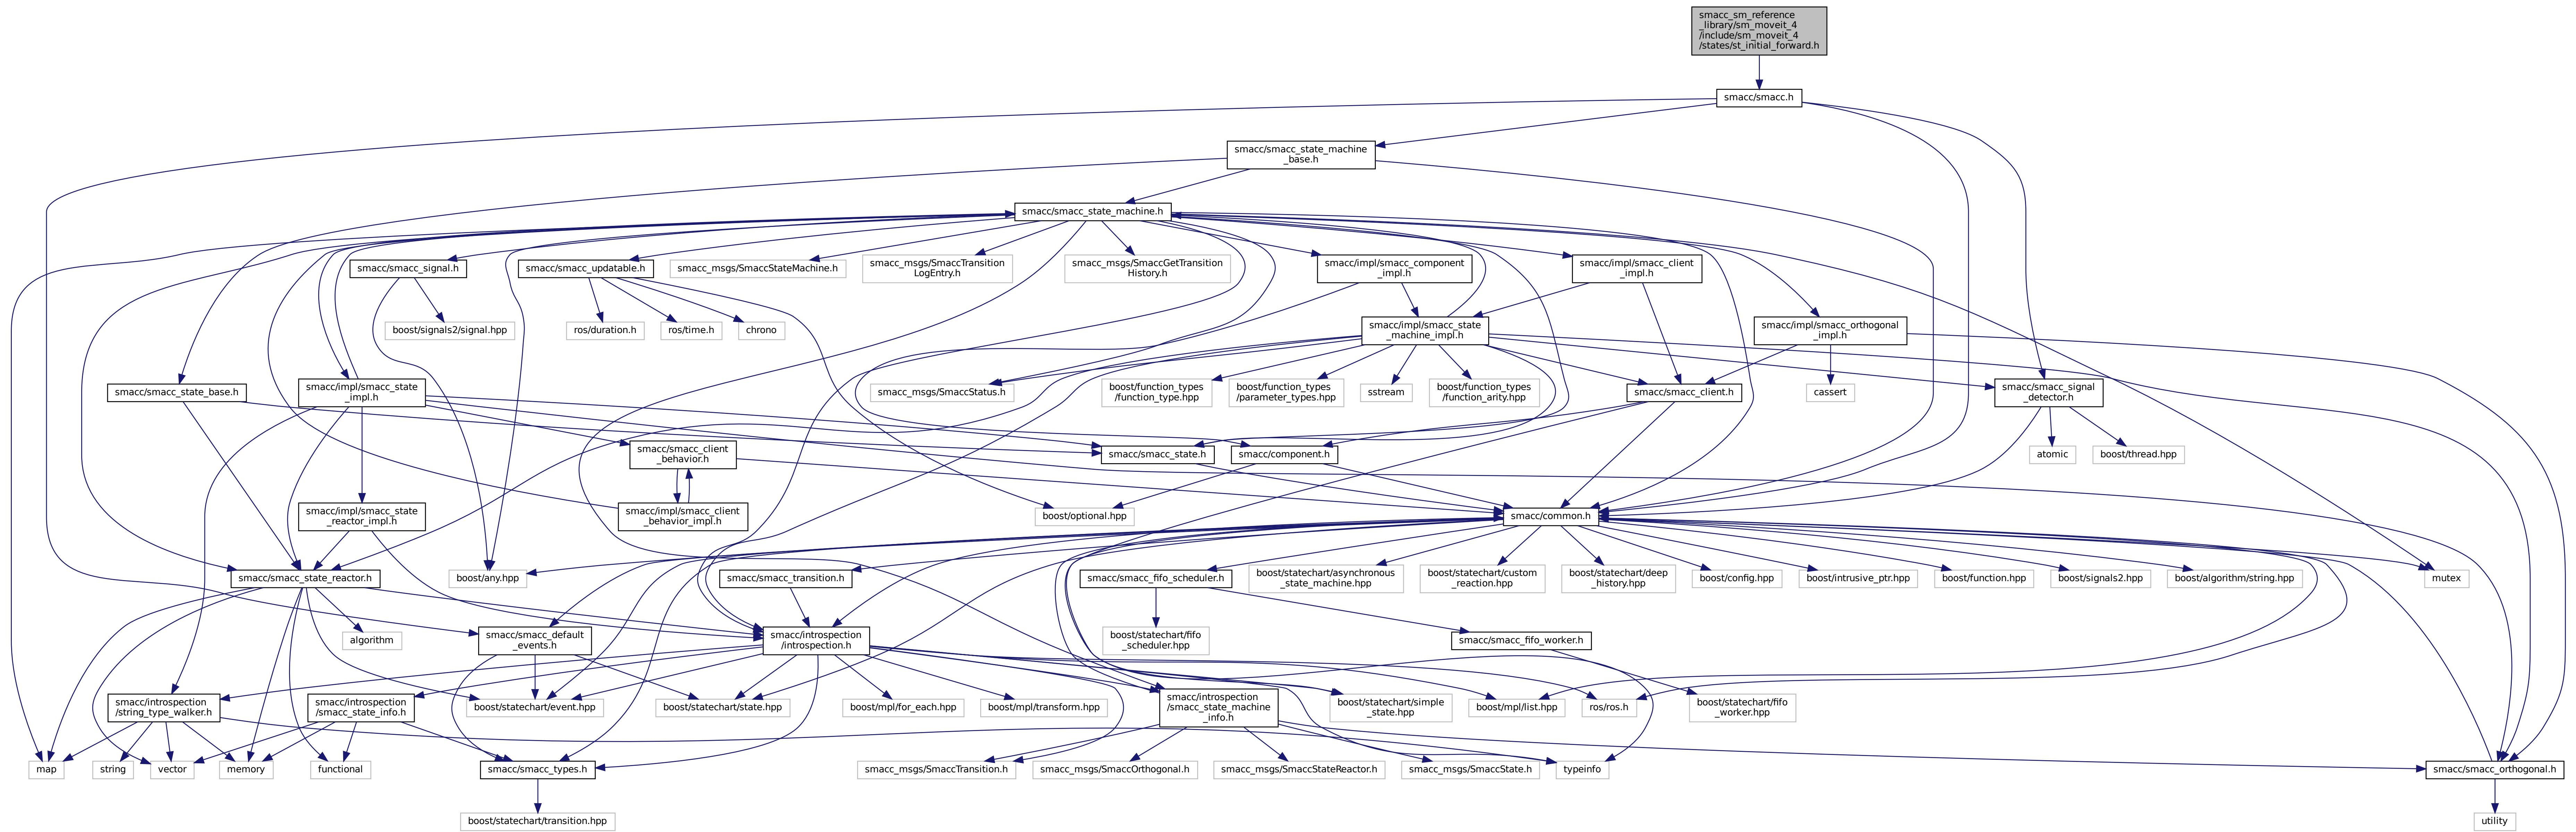 smacc_sm_reference
_library/sm_moveit_4
/include/sm_moveit_4
/states/st_initial_forward.h
smacc/smacc.h
smacc/smacc_state_machine
_base.h
smacc/smacc_state_machine.h
smacc/smacc_signal.h
smacc/smacc_updatable.h
smacc_msgs/SmaccStateMachine.h
smacc_msgs/SmaccTransition
LogEntry.h
smacc_msgs/SmaccGetTransition
History.h
smacc/impl/smacc_component
_impl.h
smacc/impl/smacc_client
_impl.h
boost/signals2/signal.hpp
ros/duration.h
ros/time.h
chrono
smacc/impl/smacc_state
_machine_impl.h
smacc/impl/smacc_orthogonal
_impl.h
smacc/smacc_state_base.h
smacc/impl/smacc_state
_impl.h
smacc_msgs/SmaccStatus.h
boost/function_types
/function_type.hpp
boost/function_types
/parameter_types.hpp
sstream
boost/function_types
/function_arity.hpp
smacc/smacc_client.h
cassert
smacc/smacc_signal
_detector.h
smacc/smacc_client
_behavior.h
smacc/smacc_state.h
smacc/component.h
atomic
boost/thread.hpp
smacc/impl/smacc_state
_reactor_impl.h
smacc/impl/smacc_client
_behavior_impl.h
boost/optional.hpp
smacc/common.h
smacc/smacc_state_reactor.h
boost/any.hpp
smacc/smacc_transition.h
smacc/smacc_fifo_scheduler.h
boost/statechart/asynchronous
_state_machine.hpp
boost/statechart/custom
_reaction.hpp
boost/statechart/deep
_history.hpp
boost/config.hpp
boost/intrusive_ptr.hpp
boost/function.hpp
boost/signals2.hpp
boost/algorithm/string.hpp
mutex
algorithm
smacc/smacc_default
_events.h
smacc/introspection
/introspection.h
boost/statechart/fifo
_scheduler.hpp
smacc/smacc_fifo_worker.h
smacc/introspection
/string_type_walker.h
smacc/introspection
/smacc_state_info.h
boost/statechart/event.hpp
boost/statechart/state.hpp
boost/mpl/for_each.hpp
boost/mpl/transform.hpp
smacc/introspection
/smacc_state_machine
_info.h
boost/statechart/simple
_state.hpp
boost/mpl/list.hpp
ros/ros.h
boost/statechart/fifo
_worker.hpp
map
string
vector
memory
functional
smacc/smacc_types.h
smacc_msgs/SmaccTransition.h
smacc_msgs/SmaccOrthogonal.h
smacc_msgs/SmaccStateReactor.h
smacc_msgs/SmaccState.h
typeinfo
smacc/smacc_orthogonal.h
boost/statechart/transition.hpp
utility